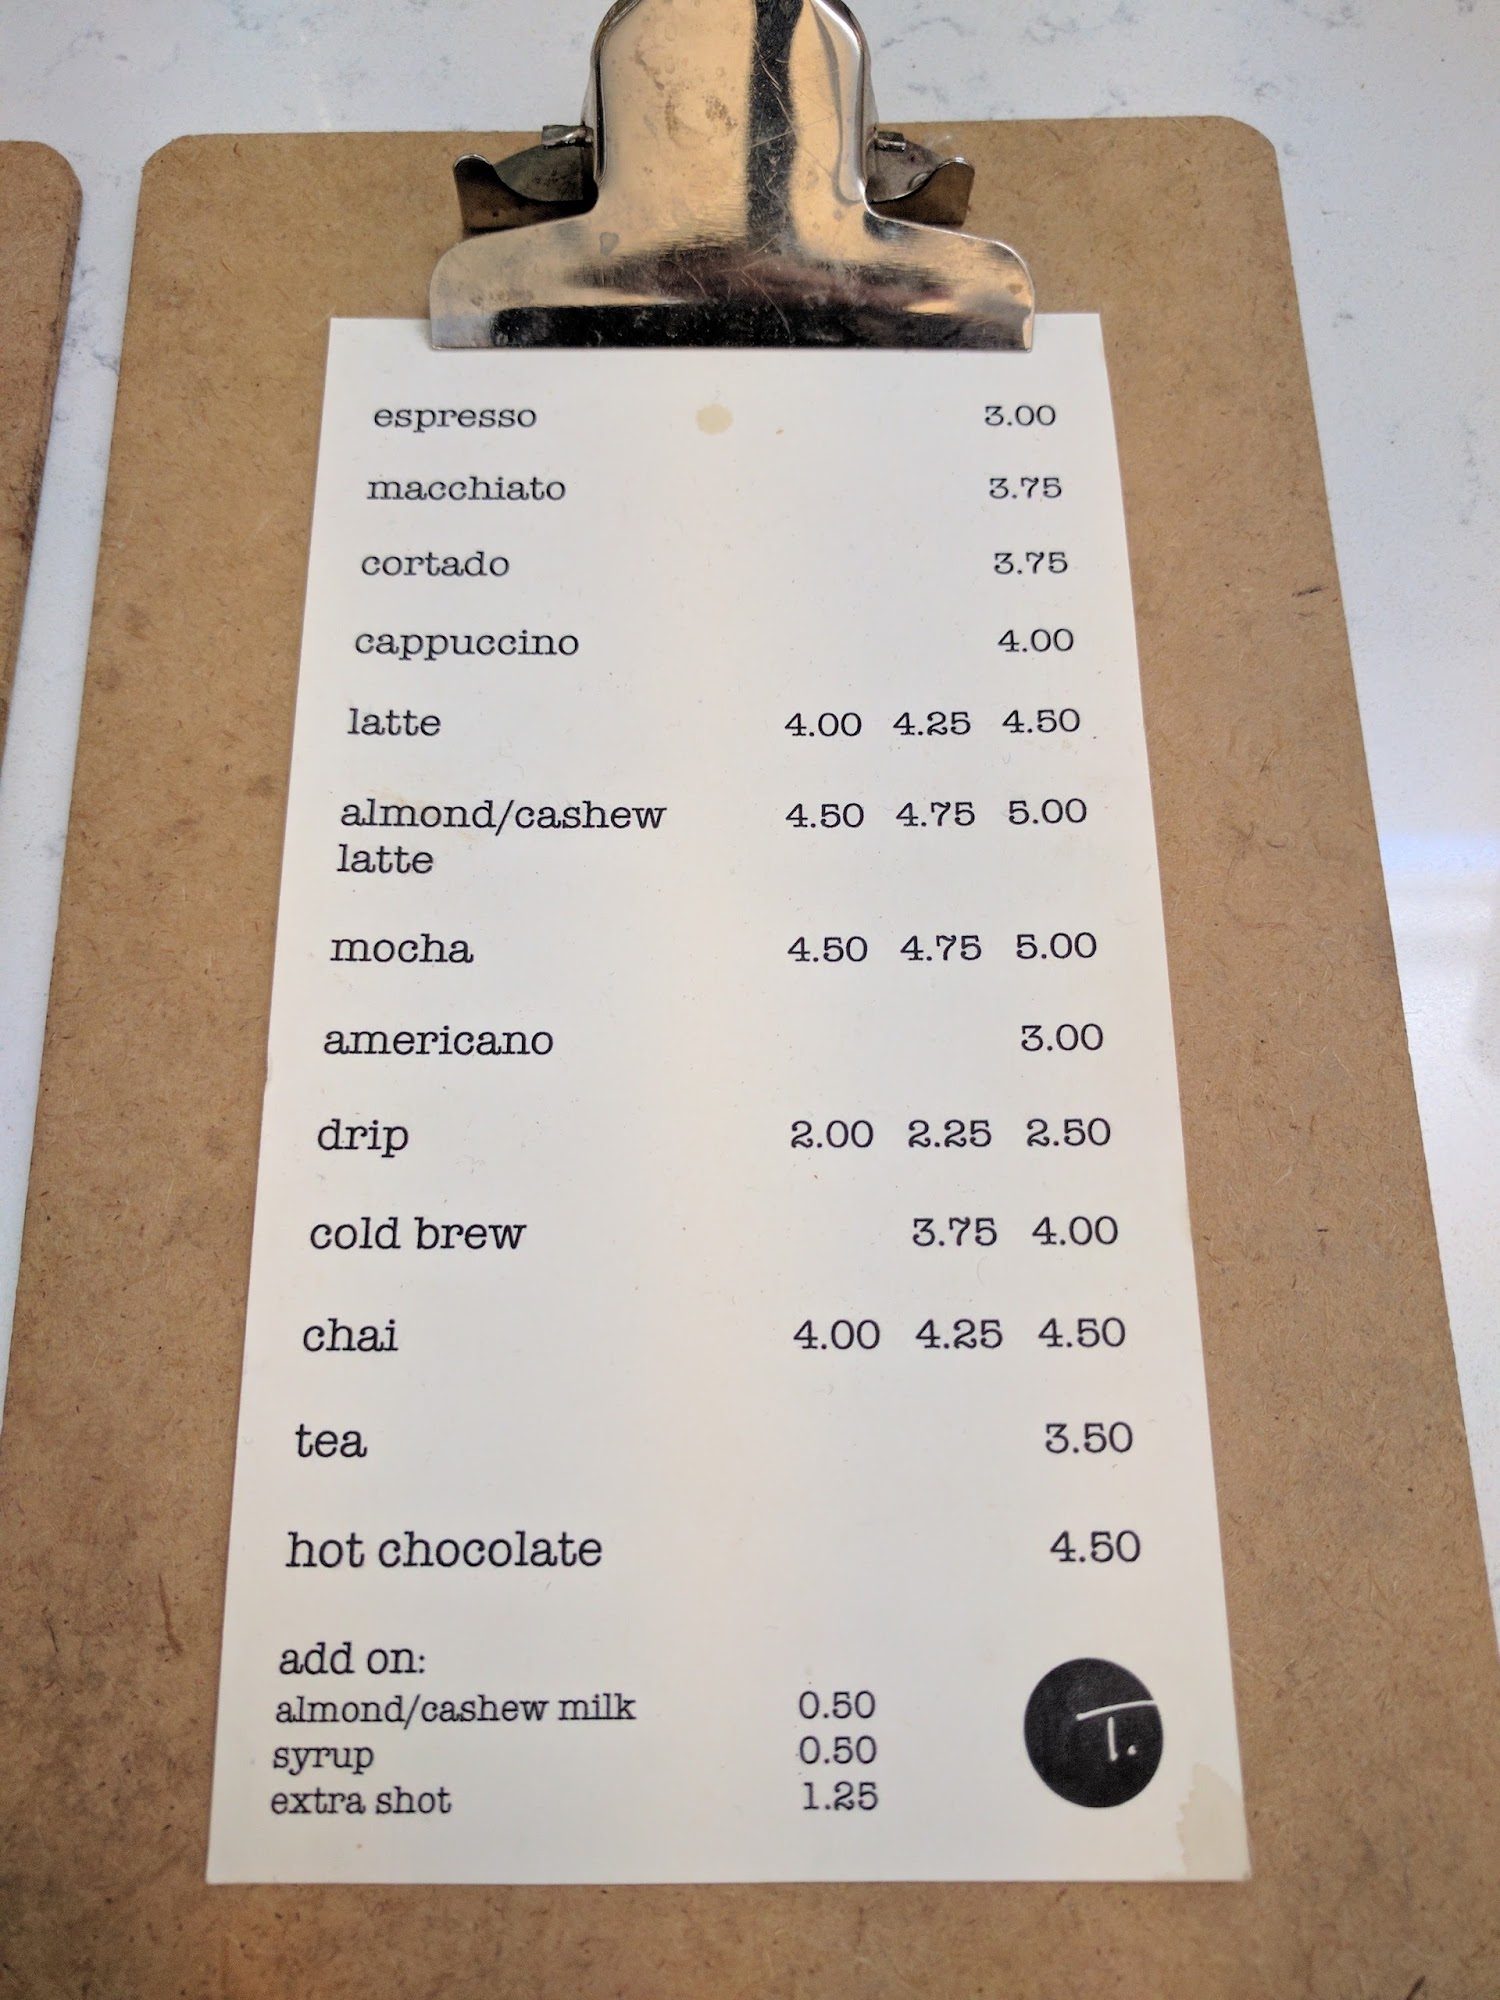 espresso 3.00
macchiato 3.75
cortado 3.75
cappuccino 4.00
latte 4.00 4.25 4.50
almond/cashew 4.50 4.75 5.00
latte
mocha 4.50 4.75 5.00
americano 3.00
drip 2.00 2.25 2.50
cold brew 3.75 4.00
chai 4.00 4.25 4.50
tea 3.50
hot chocolate 4.50
add on:
almond/cashew milk 0.50
syrup 0.50
extra shot 1.25
T.